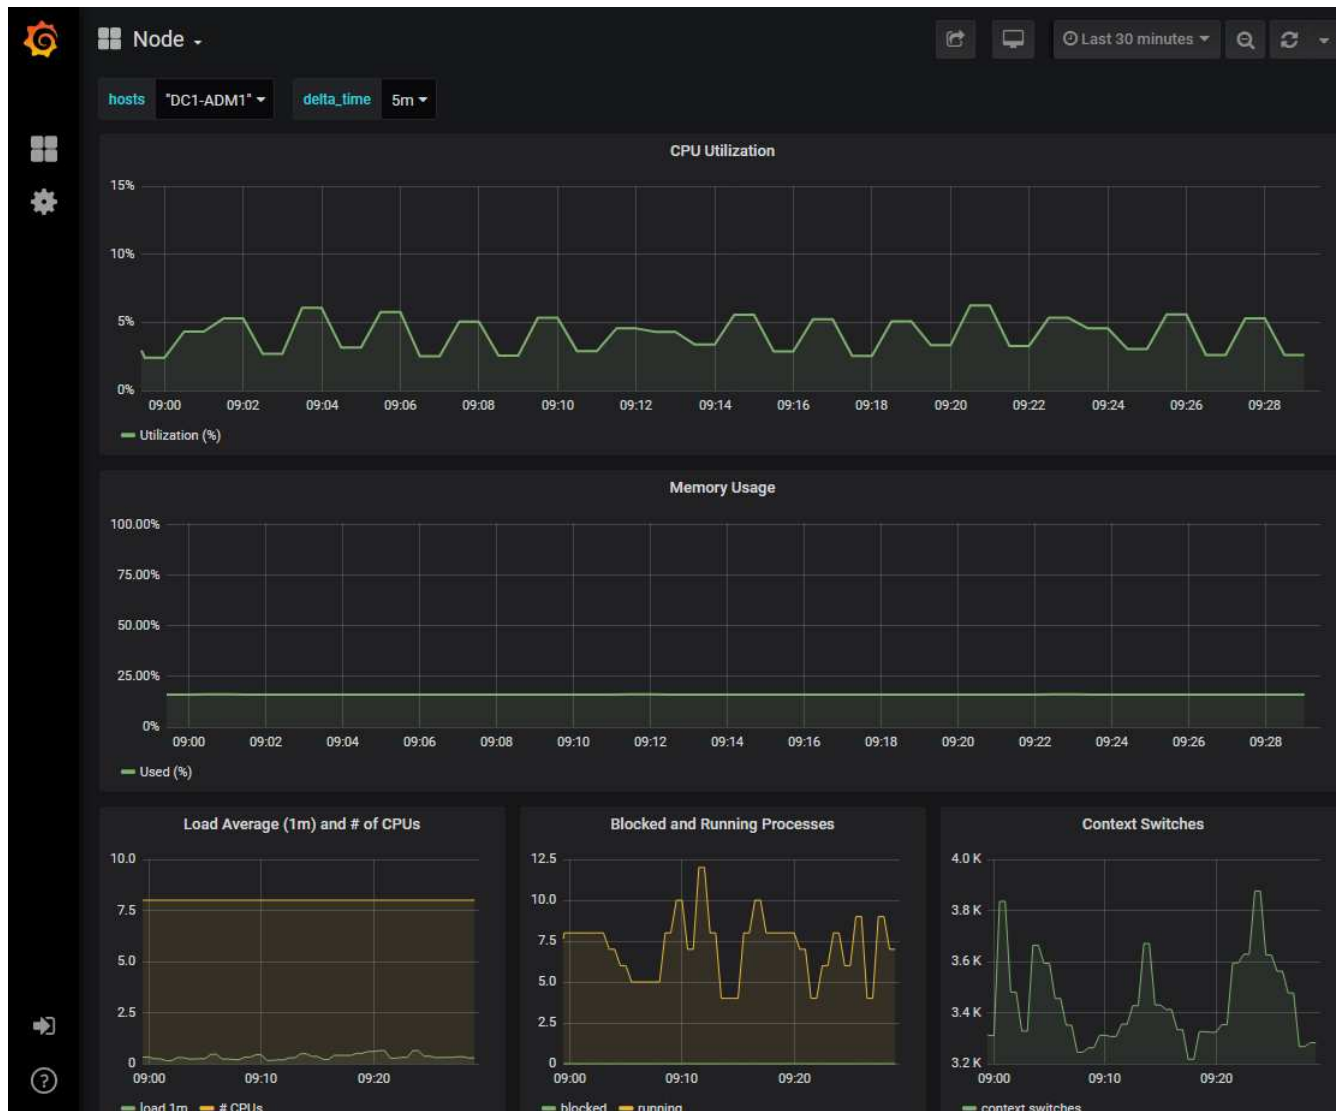 Node
Last 30 minutes
hosts "DC1-ADM1" delta_time 5m
CPU Utilization
15%
10%
5%
0%
09:00 09:02 09:04 09:06 09:08 09:10 09:12 09:14 09:16 09:18 09:20 09:22 09:24 09:26 09:28
Utilization (%)
Memory Usage
100.00%
75.00%
50.00%
25.00%
0%
09:00 09:02 09:04 09:06 09:08 09:10 09:12 09:14 09:16 09:18 09:20 09:22 09:24 09:26 09:28
Used (%)
Load Average (1m) and # of CPUs
10.0
7.5
5.0
2.5
0
09:00 09:10 09:20
load 1m # CPUs
Blocked and Running Processes
12.5
10.0
7.5
5.0
2.5
0
09:00 09:10 09:20
blocked running
Context Switches
4.0 K
3.8 K
3.6 K
3.4 K
3.2 K
09:00 09:10 09:20
context switches